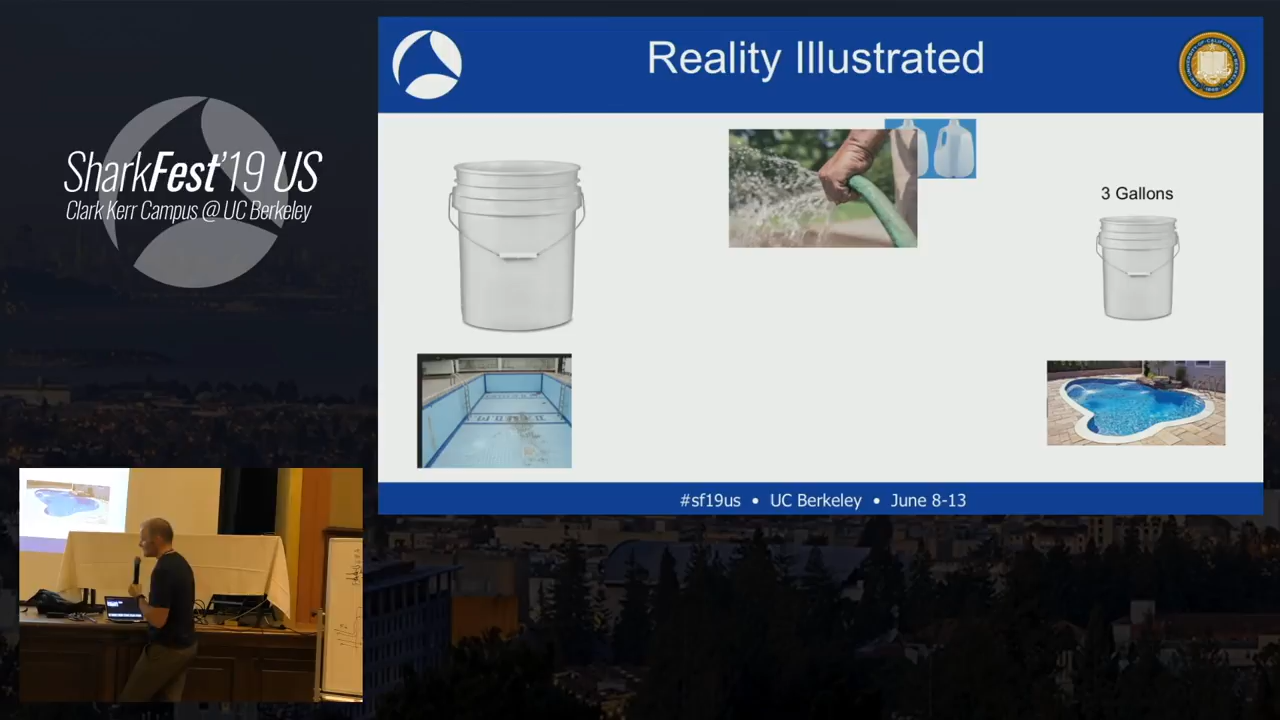 SharkFest'19 US
Clark Kerr Campus @ UC Berkeley
Reality Illustrated
3 Gallons
#sf19us • UC Berkeley • June 8-13